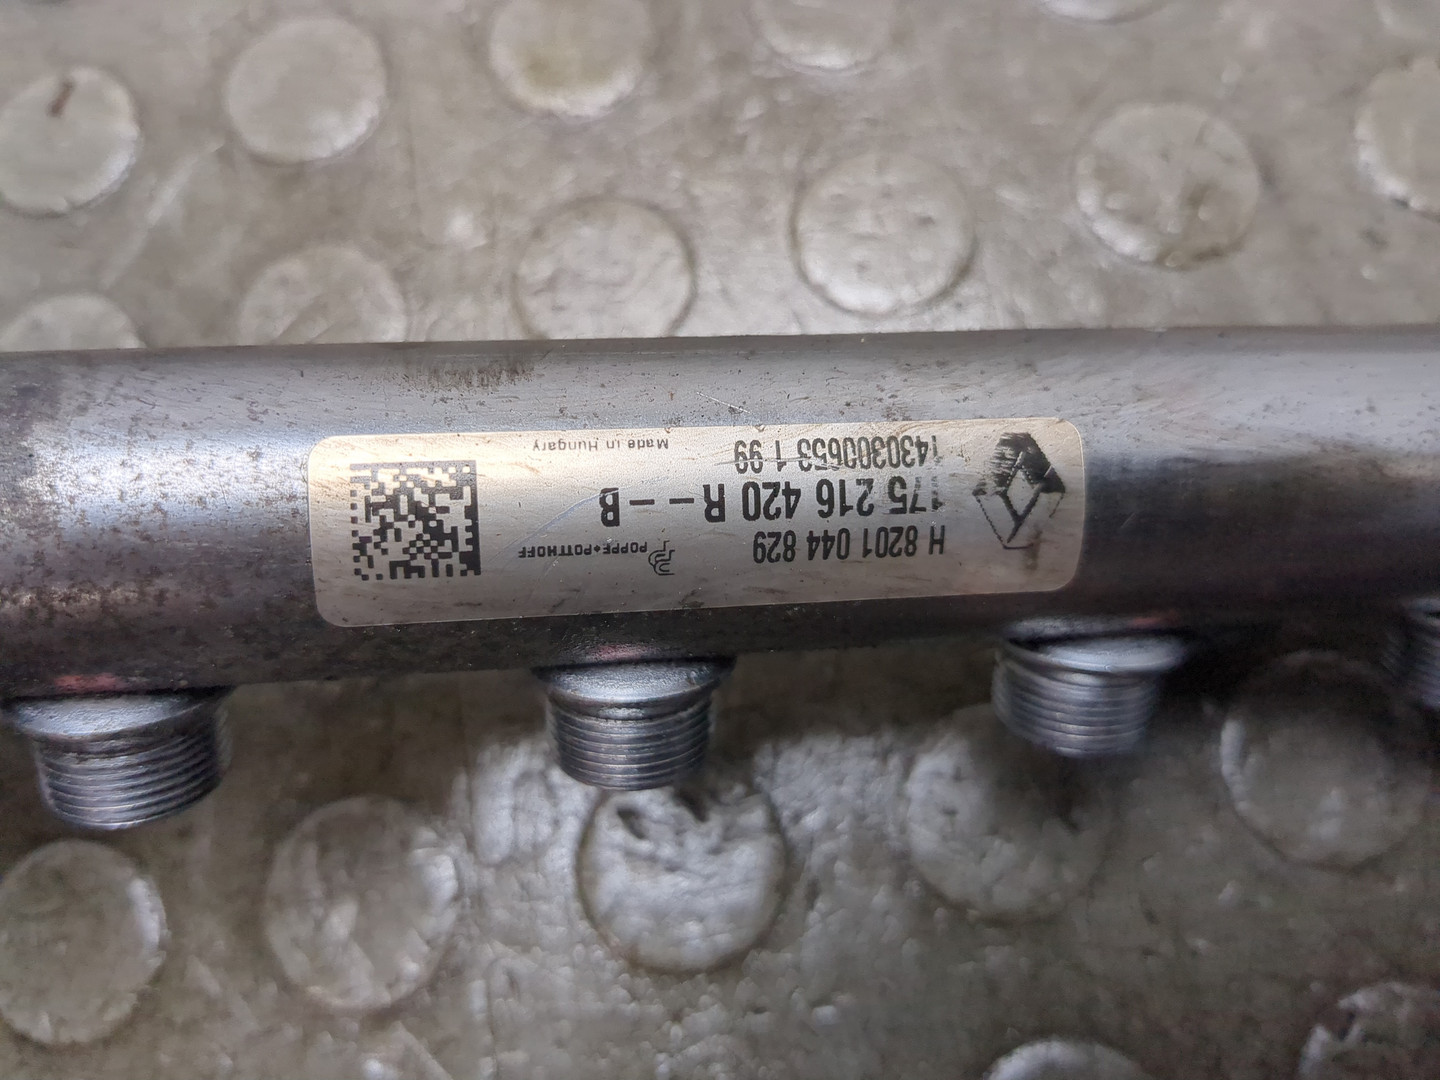 H 8201 044 829
POPPE+POTTHOFF
175 216 420 R -- B
1430300653 1 99
Made in Hungary